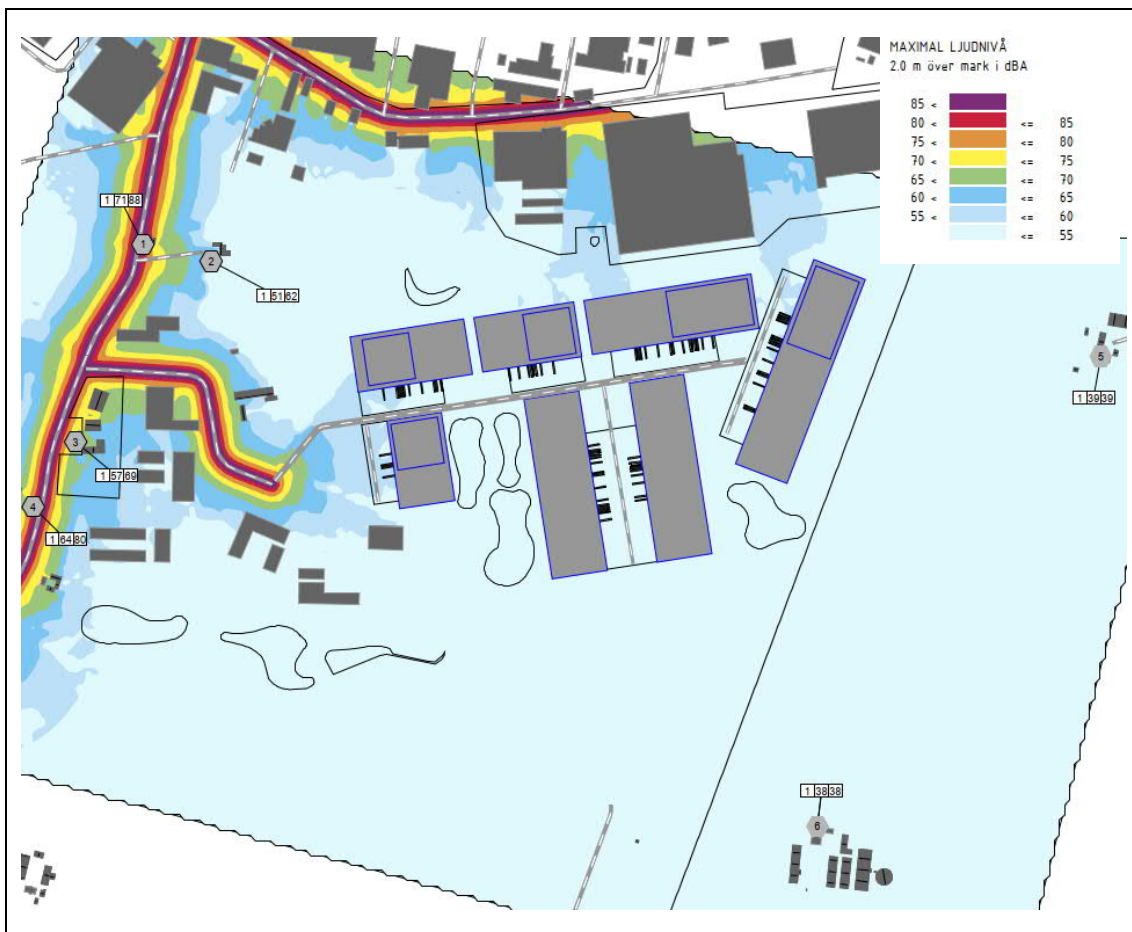 MAXIMAL LJUDNIVÅ
2.0 m över mark i dBA
85 <
80 < <= 85
75 < <= 80
70 < <= 75
65 < <= 70
60 < <= 65
55 < <= 60
<= 55
1 71 88
1
2
1 51 62
5
1 39 39
3
1 57 69
4
1 64 80
1 38 38
6